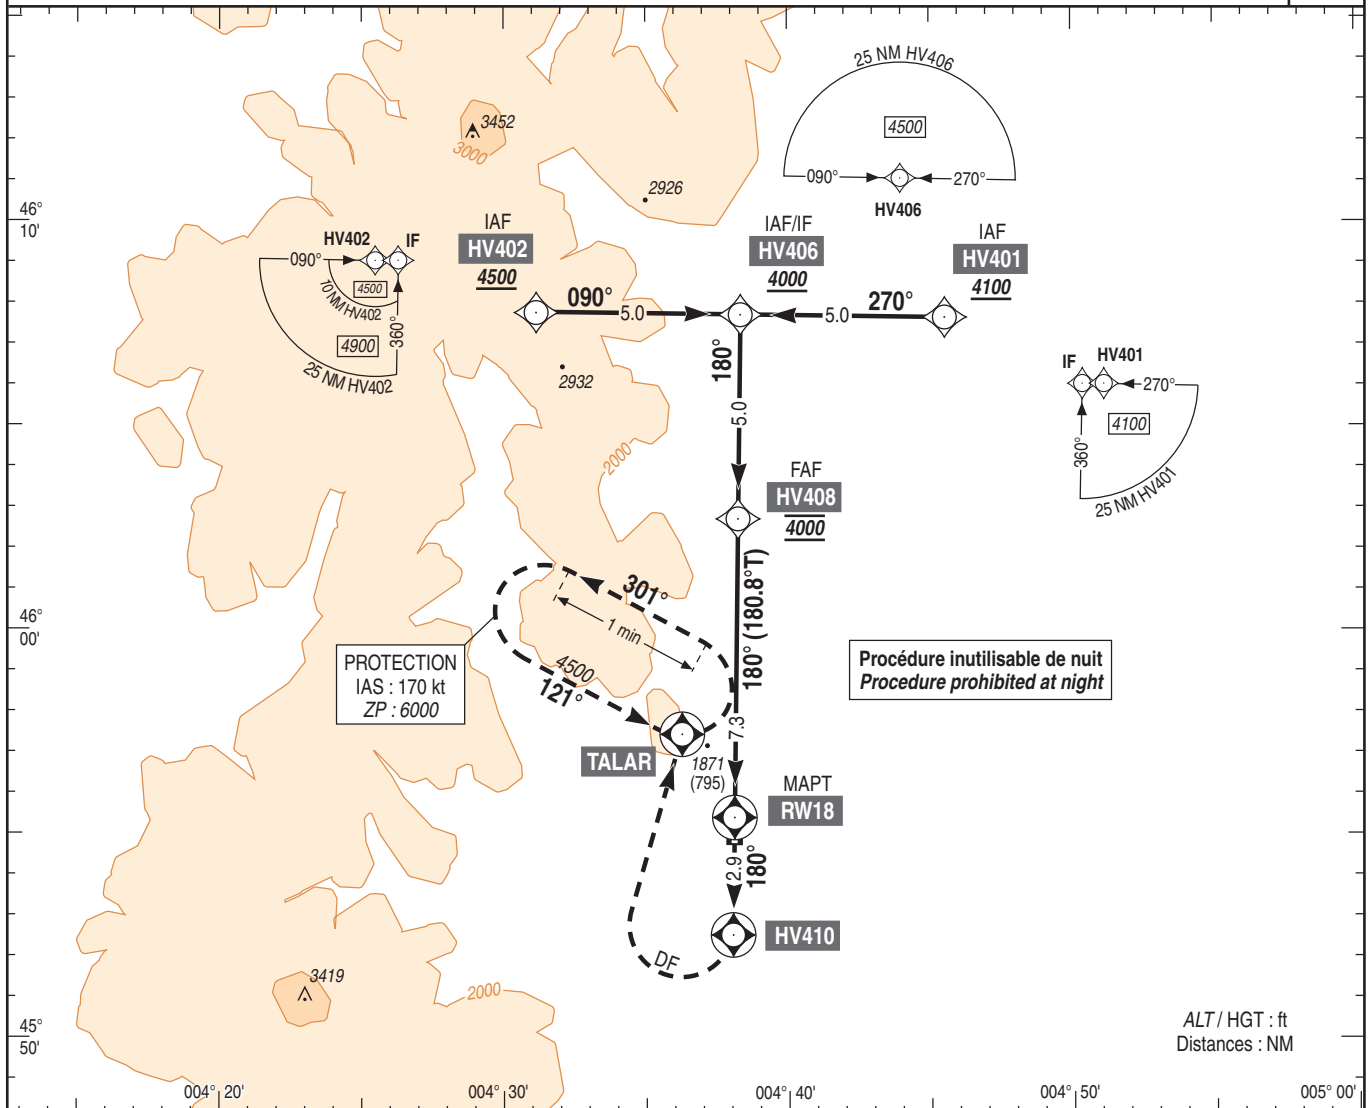 25 NM HV406
4500
090°
270°
HV406
3452
3000
2926
46°
10'
IAF
HV402
4500
IAF/IF
HV406
4000
IAF
HV401
4100
HV402
IF
090°
4500
10 NM HV402
360°
4900
25 NM HV402
090°
5.0
5.0
270°
180°
5.0
2932
IF
HV401
270°
4100
360°
25 NM HV401
2000
FAF
HV408
4000
301°
1 min
4500
121°
180° (180.8°T)
7.3
46°
00'
PROTECTION
IAS : 170 kt
ZP : 6000
Procédure inutilisable de nuit
Procedure prohibited at night
TALAR
1871
(795)
MAPT
RW18
2.9
180°
HV410
DF
3419
2000
45°
50'
ALT / HGT : ft
Distances : NM
004° 20'
004° 30'
004° 40'
004° 50'
005° 00'